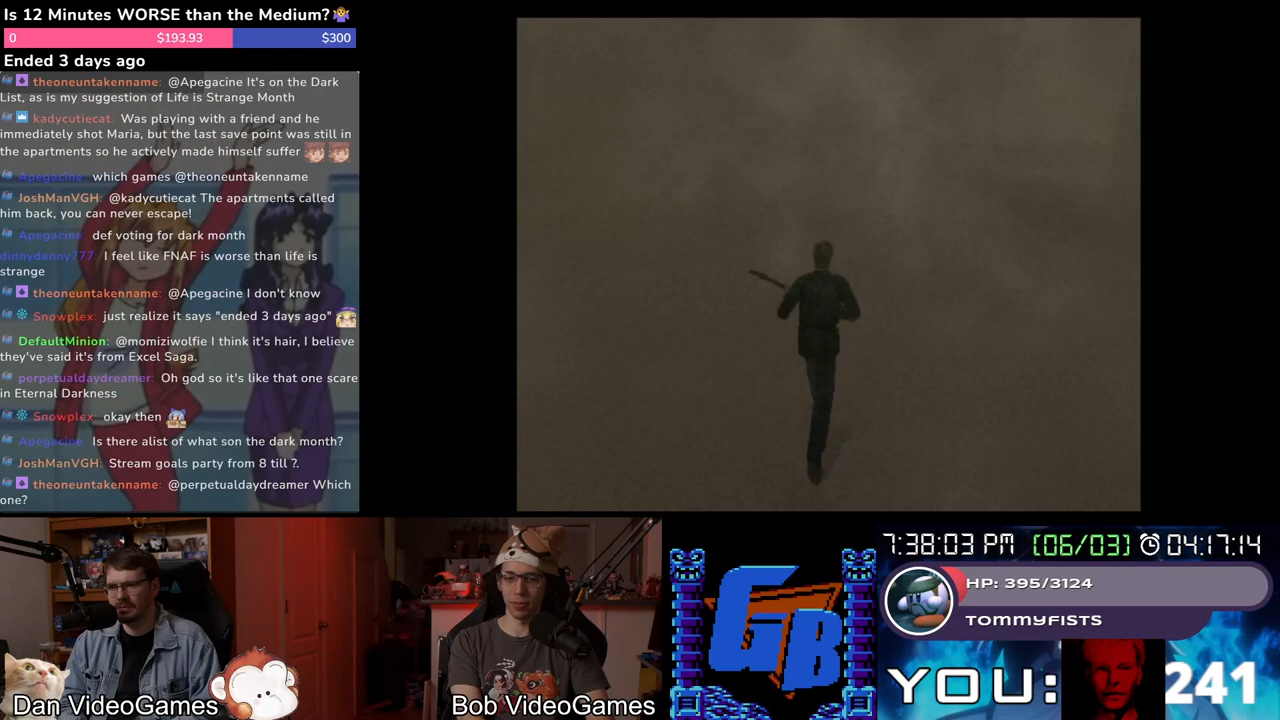 Is 12 Minutes WORSE than the Medium?
0 $193.93 $300
Ended 3 days ago
theoneuntakenname: @Apegacine It's on the Dark
List, as is my suggestion of Life is Strange Month
kadycutiecat: Was playing with a friend and he
immediately shot Maria, but the last save point was still in
the apartments so he actively made himself suffer
Apegacine: which games @theoneuntakenname
JoshManVGH: @kadycutiecat The apartments called
him back, you can never escape!
Apegacine: def voting for dark month
dinnydanny777: I feel like FNAF is worse than life is
strange
theoneuntakenname: @Apegacine I don't know
Snowplex: just realize it says "ended 3 days ago"
DefaultMinion: @momiziwolfie I think it's hair, I believe
they've said it's from Excel Saga.
perpetualdaydreamer: Oh god so it's like that one scare
in Eternal Darkness
Snowplex: okay then
Apegacine: Is there alist of what son the dark month?
JoshManVGH: Stream goals party from 8 till ?.
theoneuntakenname: @perpetualdaydreamer Which
one?
Dan VideoGames
Bob VideoGames
GB
7:38:03 PM [06/03] 04:17:14
HP: 395/3124
TOMMYFISTS
YOU: 241